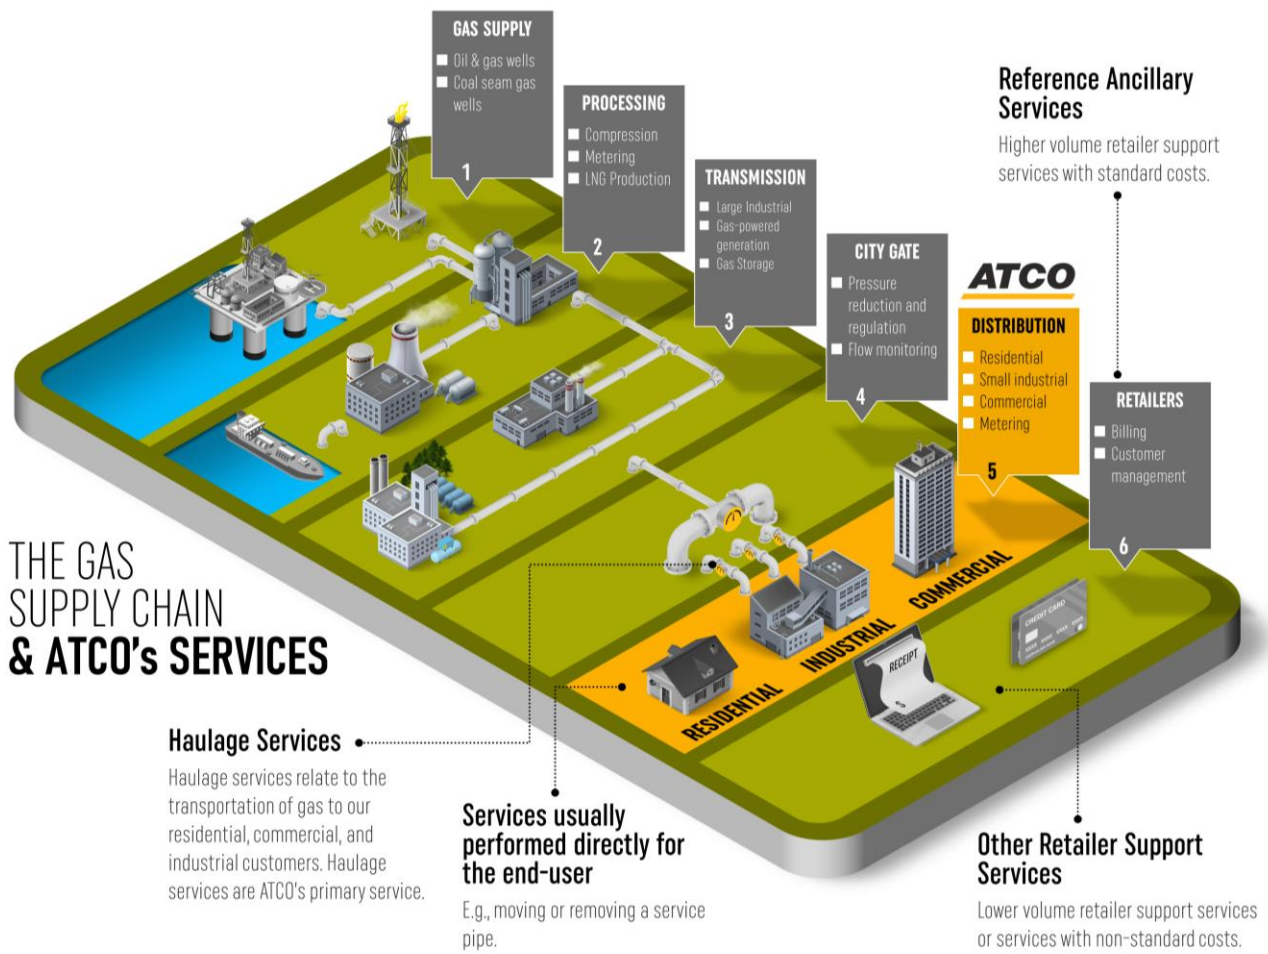 GAS SUPPLY
Oil & gas wells
Coal seam gas
wells
1
PROCESSING
Compression
Metering
LNG Production
2
TRANSMISSION
Large Industrial
Gas-powered
generation
Gas Storage
3
CITY GATE
Pressure
reduction and
regulation
Flow monitoring
4
ATCO
DISTRIBUTION
Residential
Small industrial
Commercial
Metering
5
RETAILERS
Billing
Customer
management
6
Reference Ancillary
Services
Higher volume retailer support
services with standard costs.
THE GAS
SUPPLY CHAIN
& ATCO's SERVICES
RESIDENTIAL
INDUSTRIAL
COMMERCIAL
RECEIPT
$
CREDIT CARD
XXXX XXXX XXXX XXXX
Haulage Services
Haulage services relate to the
transportation of gas to our
residential, commercial, and
industrial customers. Haulage
services are ATCO's primary service.
Services usually
performed directly for
the end-user
E.g., moving or removing a service
pipe.
Other Retailer Support
Services
Lower volume retailer support services
or services with non-standard costs.